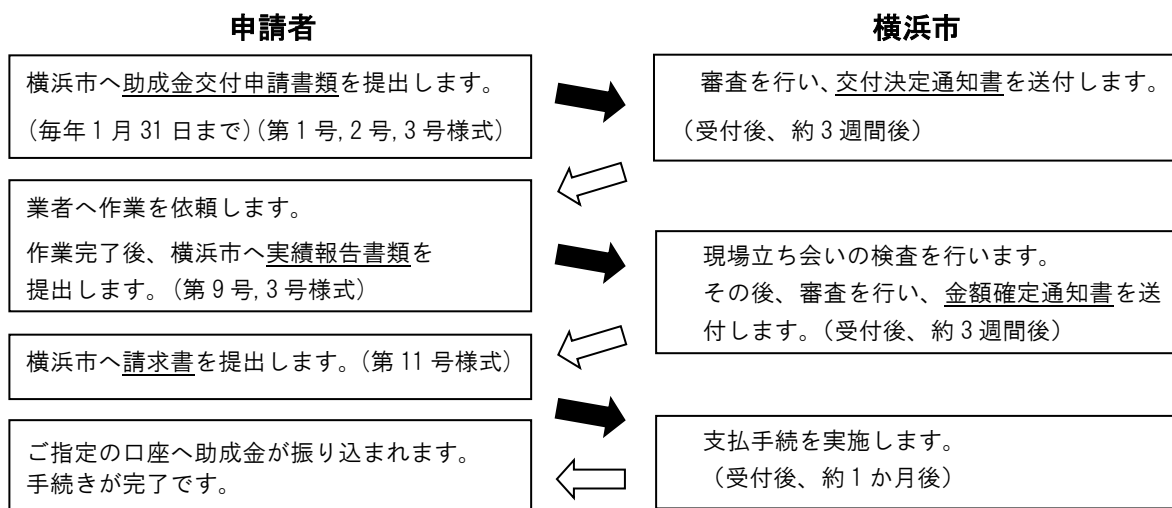 申請者
横浜市
横浜市へ助成金交付申請書類を提出します。
(毎年1月31日まで)(第1号,2号,3号様式)
審査を行い、交付決定通知書を送付します。
(受付後、約3週間後)
業者へ作業を依頼します。
作業完了後、横浜市へ実績報告書類を
提出します。(第9号,3号様式)
現場立ち会いの検査を行います。
その後、審査を行い、金額確定通知書を送
付します。(受付後、約3週間後)
横浜市へ請求書を提出します。(第11号様式)
支払手続を実施します。
(受付後、約1か月後)
ご指定の口座へ助成金が振り込まれます。
手続きが完了です。